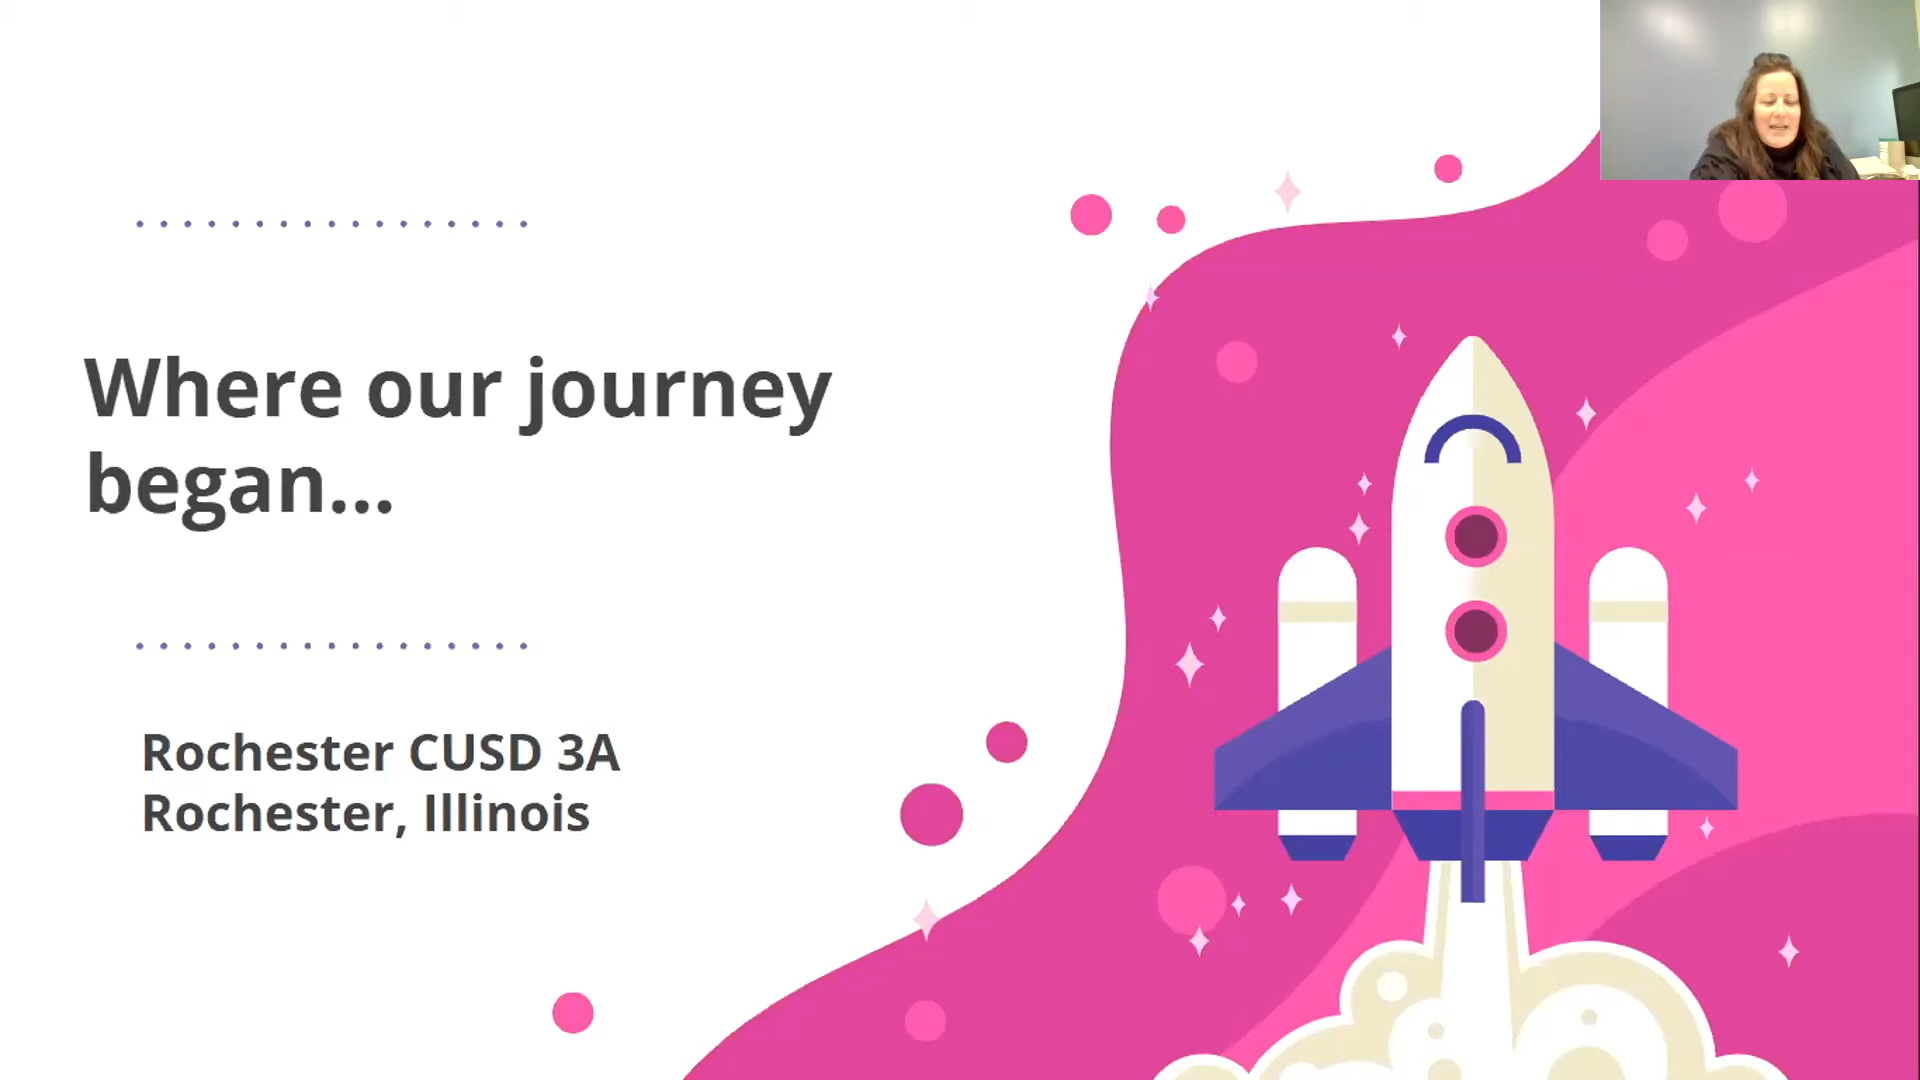 Where our journey
began...
Rochester CUSD 3A
Rochester, Illinois